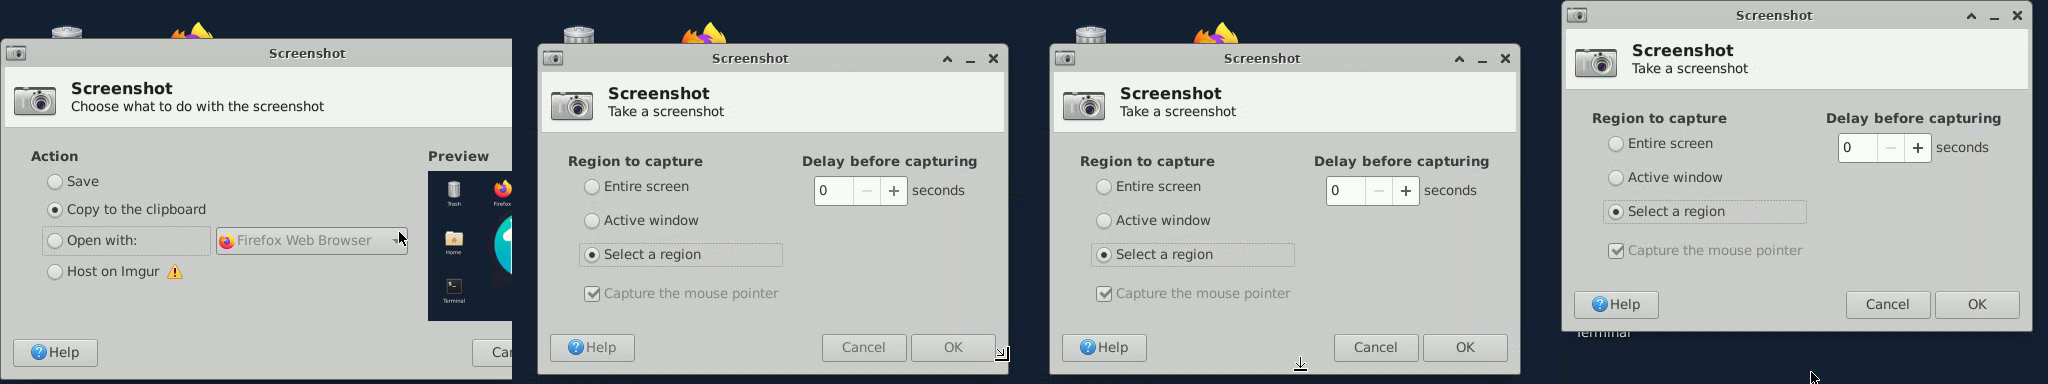 Screenshot
Screenshot
Choose what to do with the screenshot
Action
Preview
Save
Copy to the clipboard
Open with:
Firefox Web Browser
Host on Imgur
Trash
Firefox
Home
Terminal
Help
Can
Screenshot
Screenshot
Take a screenshot
Region to capture
Delay before capturing
Entire screen
0
seconds
Active window
Select a region
Capture the mouse pointer
Help
Cancel
OK
Screenshot
Screenshot
Take a screenshot
Region to capture
Delay before capturing
Entire screen
0
seconds
Active window
Select a region
Capture the mouse pointer
Help
Cancel
OK
Screenshot
Screenshot
Take a screenshot
Region to capture
Delay before capturing
Entire screen
0
seconds
Active window
Select a region
Capture the mouse pointer
Help
Cancel
OK
Terminal